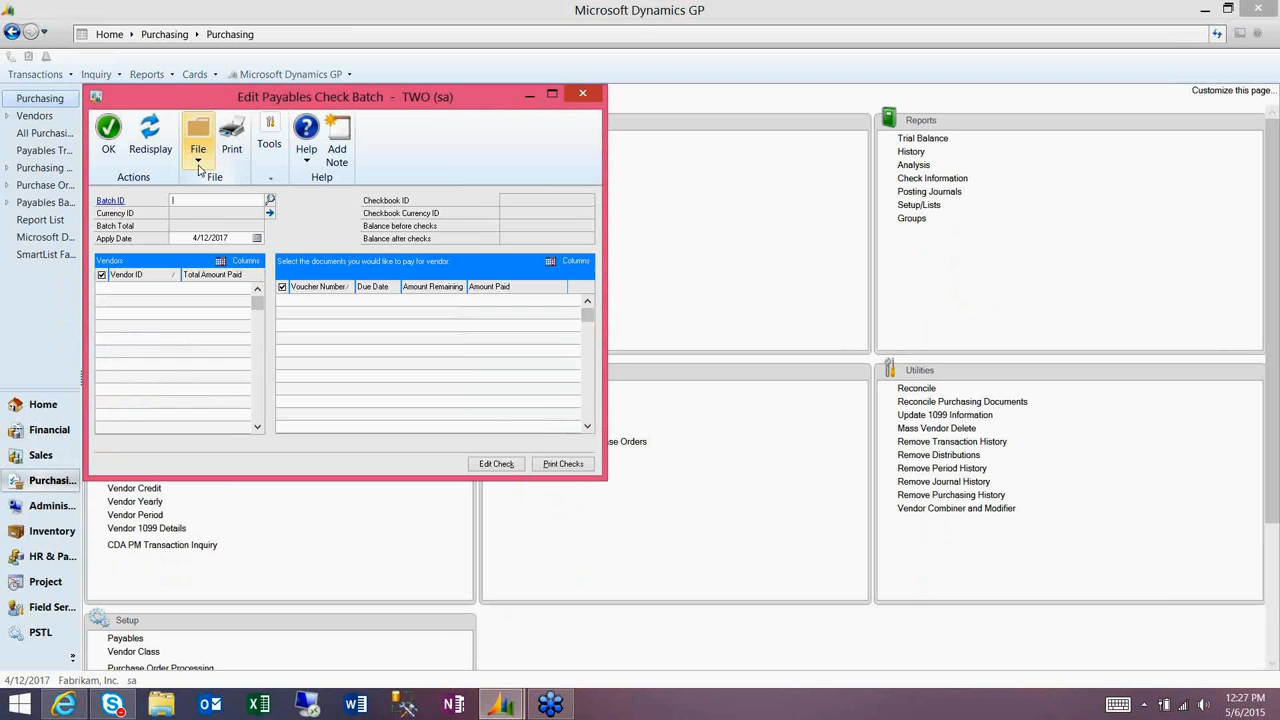 Microsoft Dynamics GP
Home
Purchasing
Purchasing
Transactions
Inquiry
Reports
Cards
Microsoft Dynamics GP
Customize this page...
Purchasing
Vendors
All Purchasi...
Payables Tr...
Purchasing ...
Purchase Or...
Payables Ba...
Report List
Microsoft D...
SmartList Fa...
Home
Financial
Sales
Purchasi...
Adminis...
Inventory
HR & Pa...
Project
Field Ser...
PSTL
Edit Payables Check Batch - TWO (sa)
OK
Redisplay
File
Print
Tools
Help
Add Note
Actions
File
Help
Batch ID
Currency ID
Batch Total
Apply Date 4/12/2017
Checkbook ID
Checkbook Currency ID
Balance before checks
Balance after checks
Vendors
Columns
Vendor ID
Total Amount Paid
Select the documents you would like to pay for vendor:
Columns
Voucher Number
Due Date
Amount Remaining
Amount Paid
Edit Check
Print Checks
Reports
Trial Balance
History
Analysis
Check Information
Posting Journals
Setup/Lists
Groups
Utilities
Reconcile
Reconcile Purchasing Documents
Update 1099 Information
Mass Vendor Delete
Remove Transaction History
Remove Distributions
Remove Period History
Remove Journal History
Remove Purchasing History
Vendor Combiner and Modifier
se Orders
Vendor Credit
Vendor Yearly
Vendor Period
Vendor 1099 Details
CDA PM Transaction Inquiry
Setup
Payables
Vendor Class
Purchase Order Processing
4/12/2017
Fabrikam, Inc.
sa
12:27 PM
5/6/2015